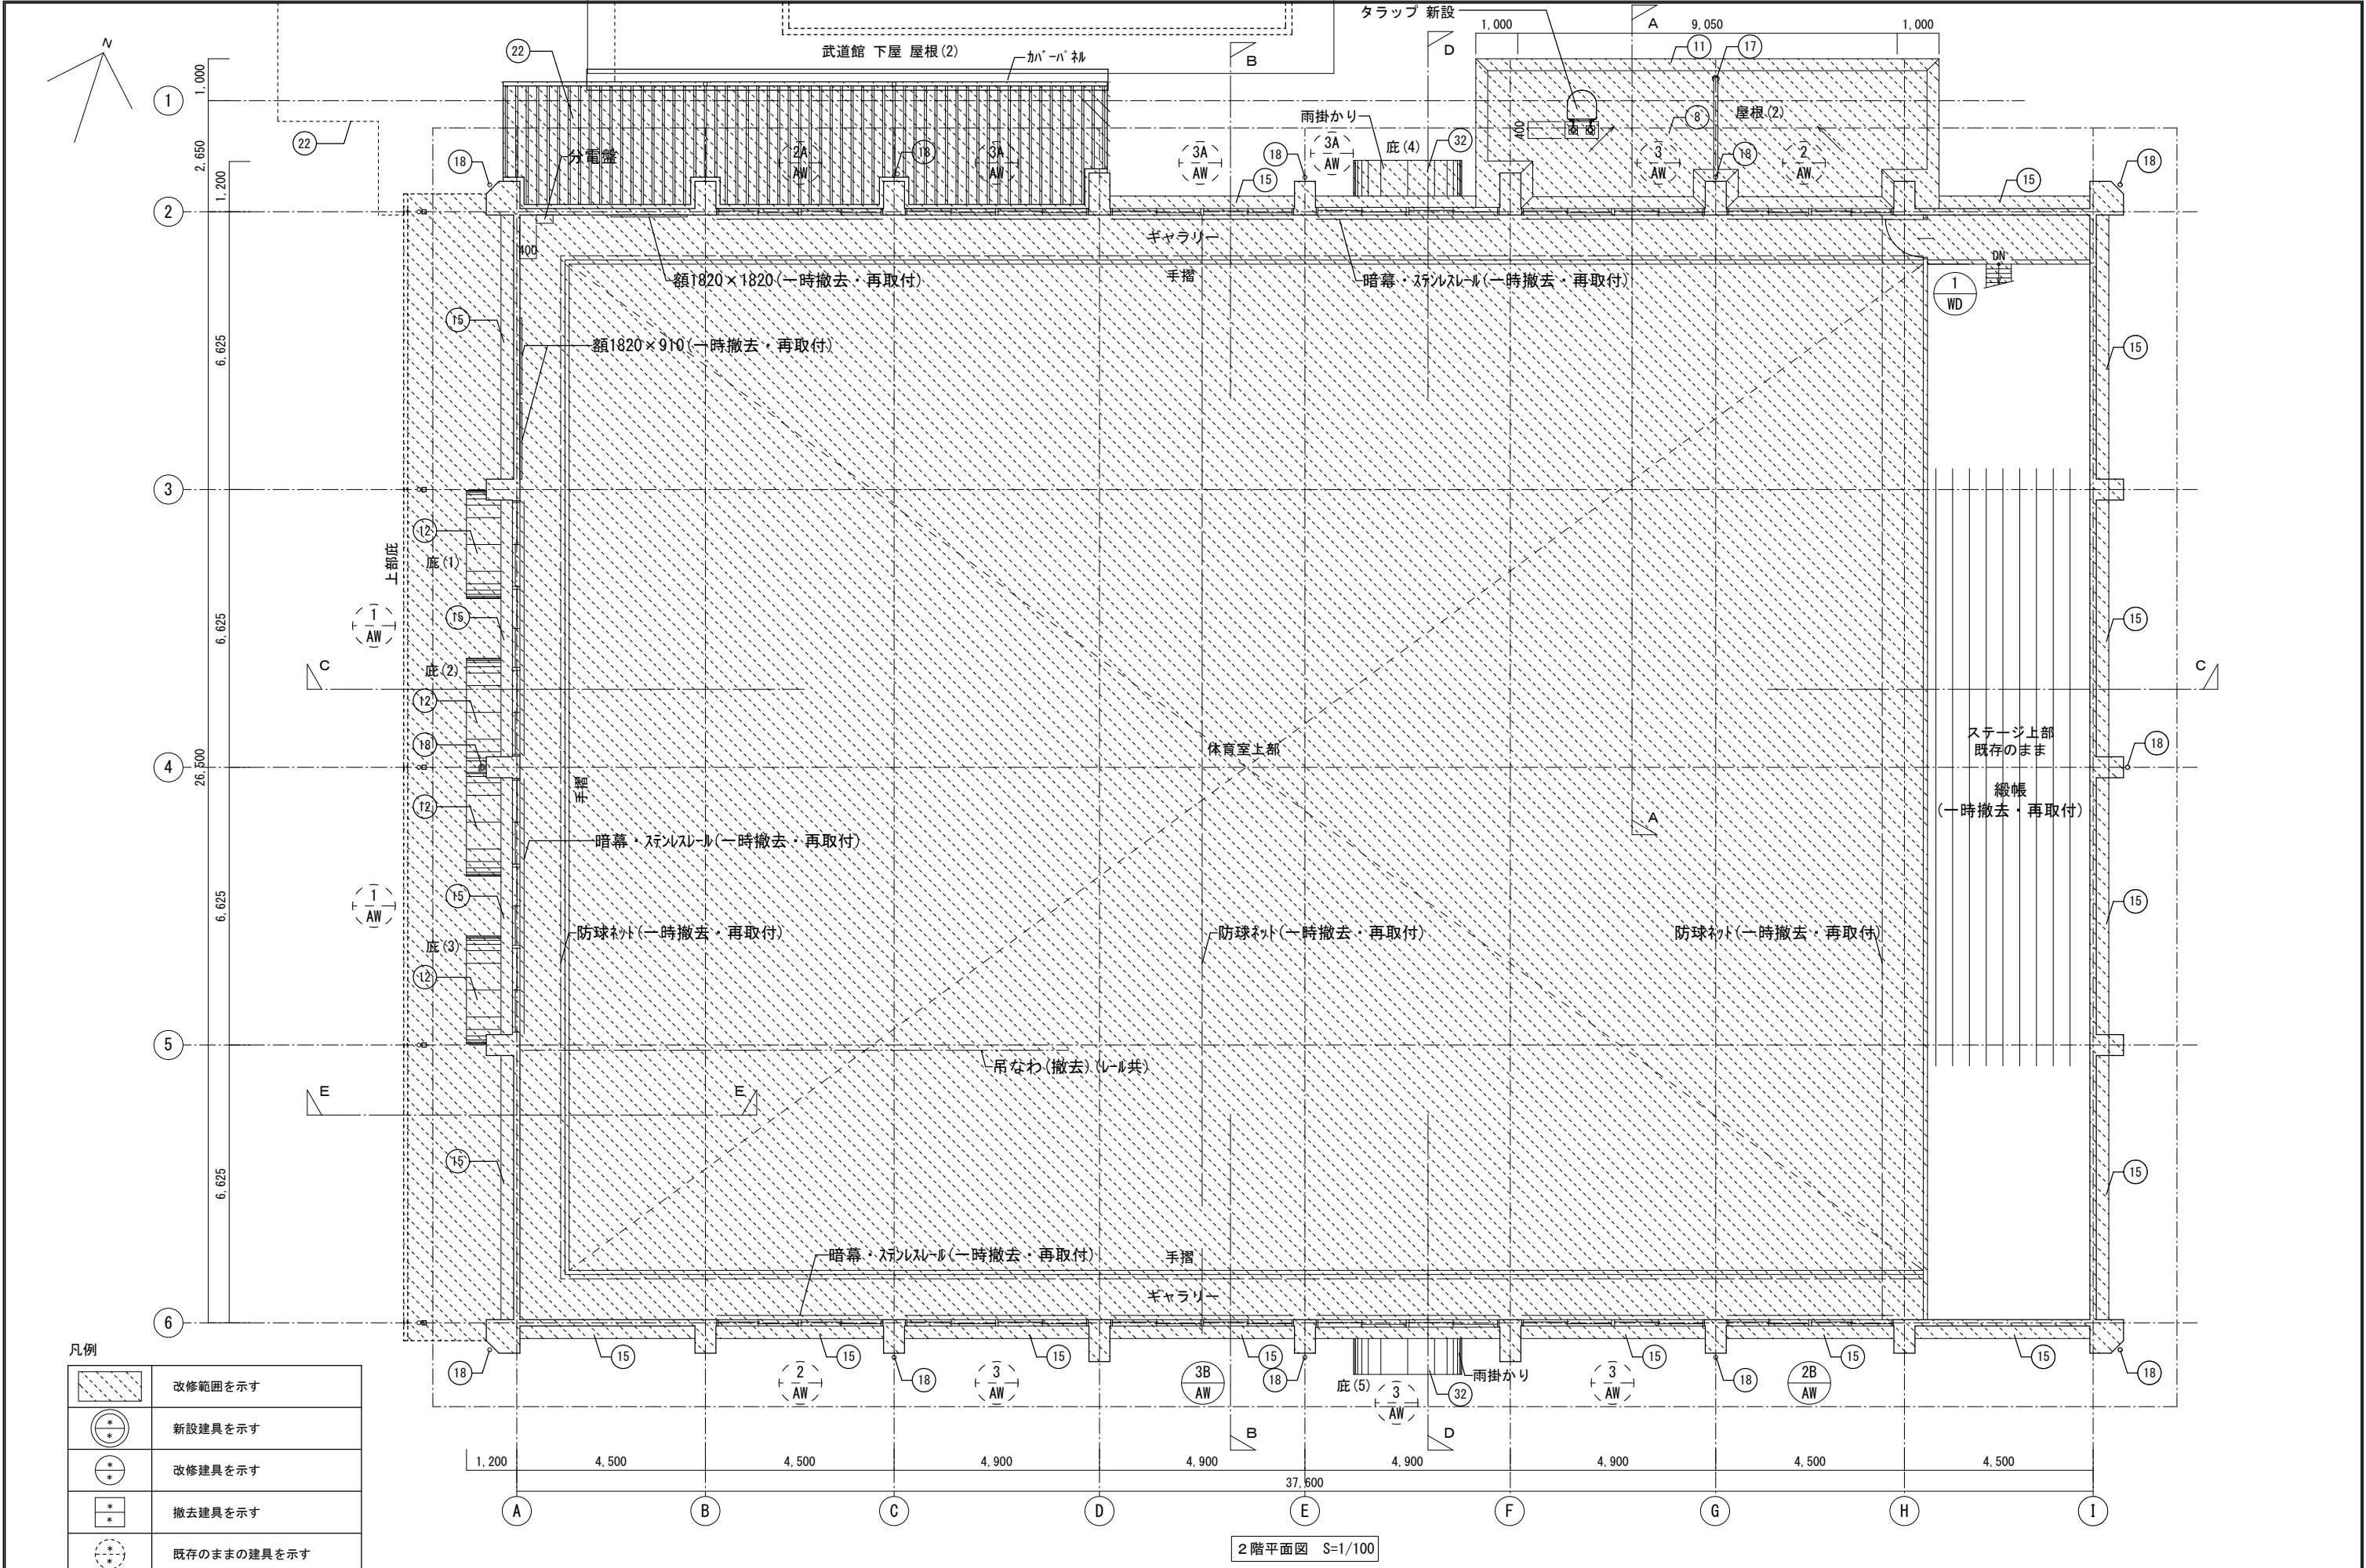 タラップ 新設
A
1,000
9,050
1,000
N
22
武道館 下屋 屋根(2)
ｶﾊﾞｰﾊﾟﾈﾙ
B
D
11
17
1,000
1
22
雨掛かり
400
8
屋根(2)
2,650
18
分電盤
2A
AW
18
3A
AW
3A
AW
18
3A
AW
庇(4)
32
3
AW
18
2
AW
18
1,200
15
15
2
400
ギャラリー
手摺
額1820×1820(一時撤去・再取付)
暗幕・ｽﾃﾝﾚｽﾚｰﾙ(一時撤去・再取付)
DN
1
WD
15
額1820×910(一時撤去・再取付)
15
6,625
3
12
庇(1)
上部庇
1
AW
15
15
6,625
C
庇(2)
C
12
18
体育室上部
ステージ上部
既存のまま
18
4
26,500
手摺
緞帳
(一時撤去・再取付)
12
A
暗幕・ｽﾃﾝﾚｽﾚｰﾙ(一時撤去・再取付)
1
AW
15
15
6,625
庇(3)
防球ﾈｯﾄ(一時撤去・再取付)
防球ﾈｯﾄ(一時撤去・再取付)
防球ﾈｯﾄ(一時撤去・再取付)
12
5
吊なわ(撤去)(ﾚｰﾙ共)
E
E
15
15
6,625
暗幕・ｽﾃﾝﾚｽﾚｰﾙ(一時撤去・再取付)
手摺
ギャラリー
6
凡例
18
15
2
AW
15
18
3
AW
15
3B
AW
15
18
庇(5)
3
AW
雨掛かり
32
3
AW
15
18
2B
AW
15
15
18
改修範囲を示す
*
*
新設建具を示す
*
*
改修建具を示す
*
*
撤去建具を示す
*
*
既存のままの建具を示す
B
D
1,200
4,500
4,500
4,900
4,900
4,900
4,900
4,500
4,500
37,600
A
B
C
D
E
F
G
H
I
２階平面図 S=1/100